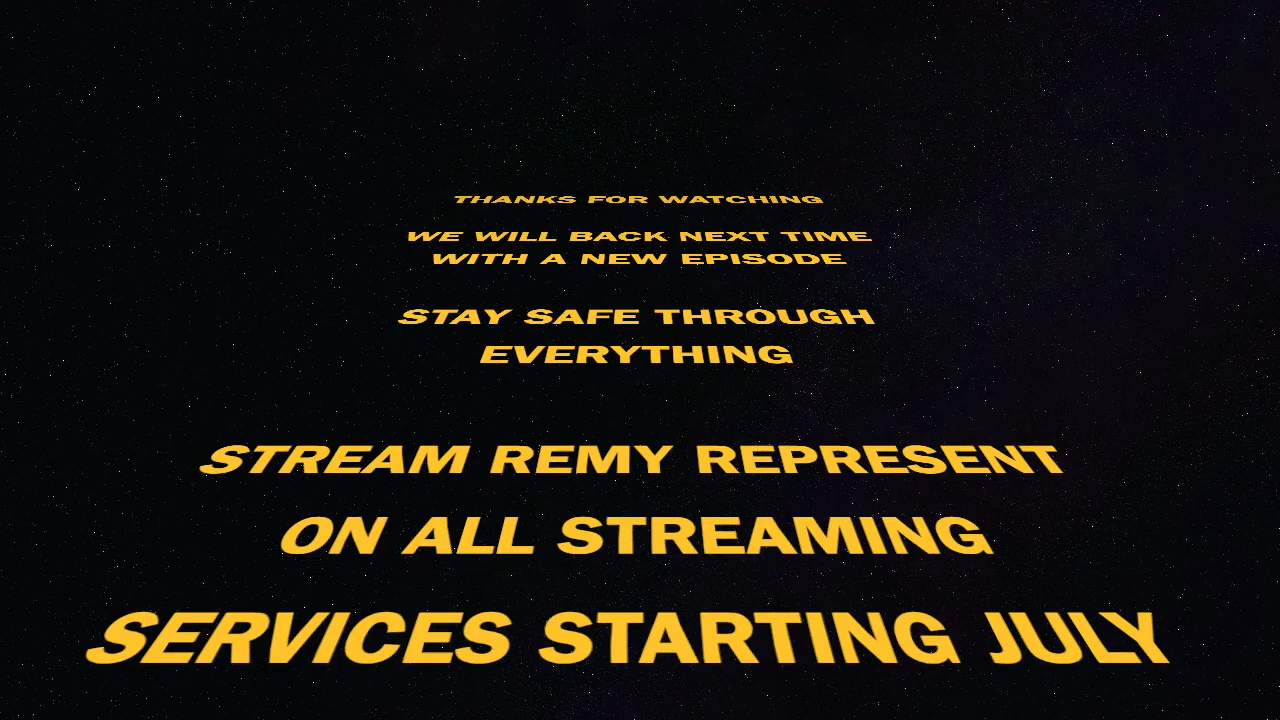 THANKS FOR WATCHING
WE WILL BACK NEXT TIME
WITH A NEW EPISODE
STAY SAFE THROUGH
EVERYTHING
STREAM REMY REPRESENT
ON ALL STREAMING
SERVICES STARTING JULY